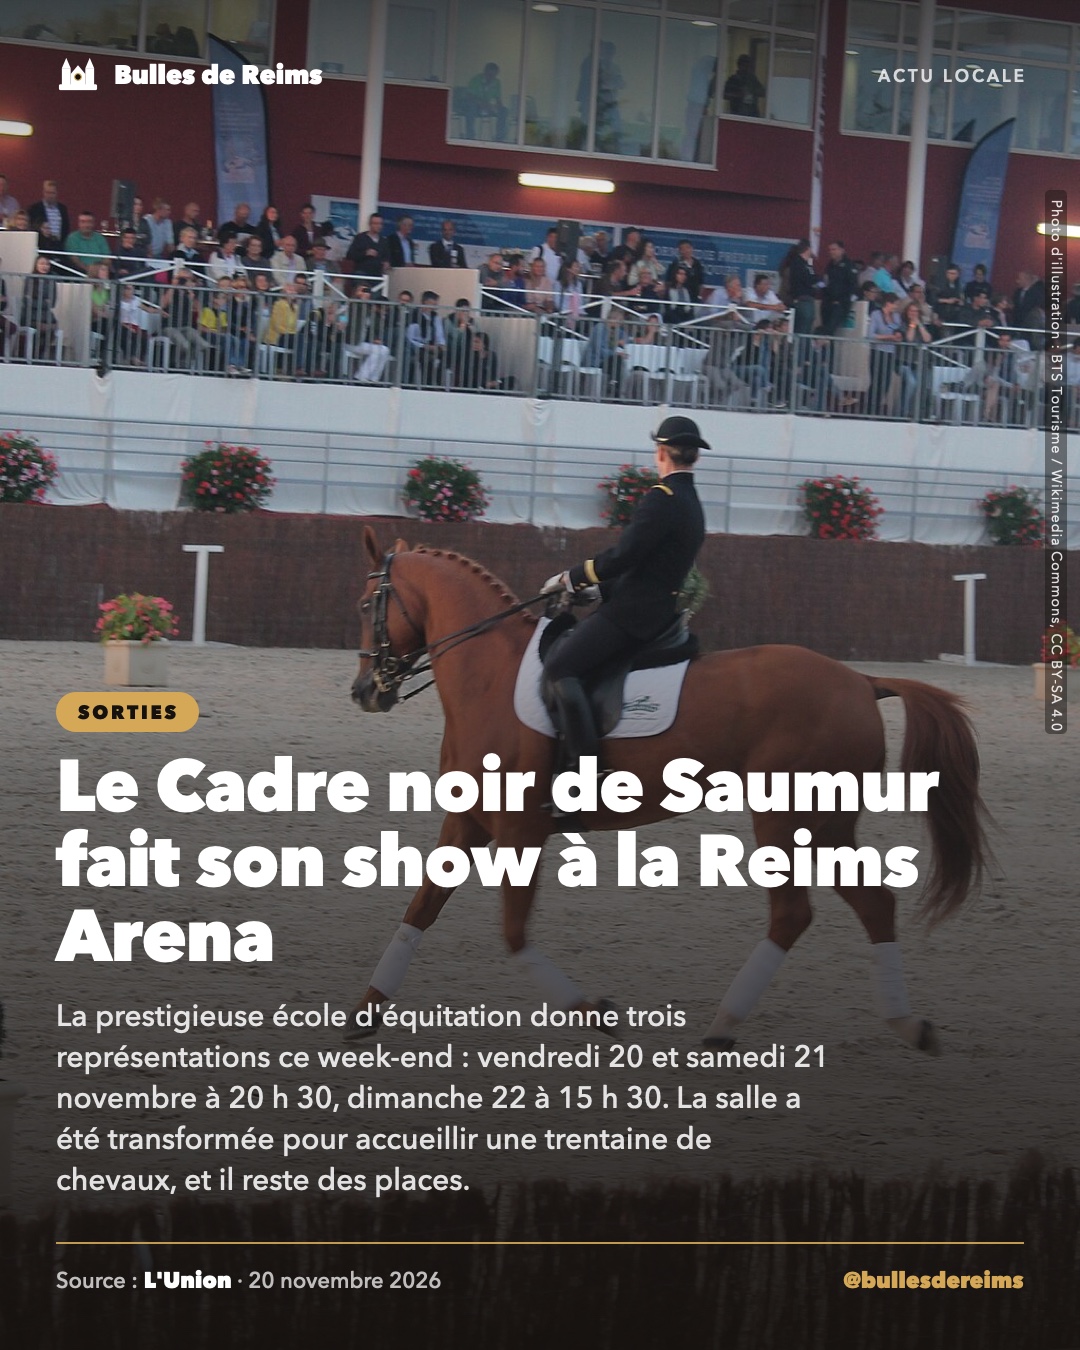 Bulles de Reims
ACTU LOCALE
Photo d'illustration : BTS Tourisme / Wikimedia Commons, CC BY-SA 4.0
SORTIES
Le Cadre noir de Saumur
fait son show à la Reims
Arena
La prestigieuse école d'équitation donne trois
représentations ce week-end : vendredi 20 et samedi 21
novembre à 20 h 30, dimanche 22 à 15 h 30. La salle a
été transformée pour accueillir une trentaine de
chevaux, et il reste des places.
Source : L'Union · 20 novembre 2026
@bullesdereims